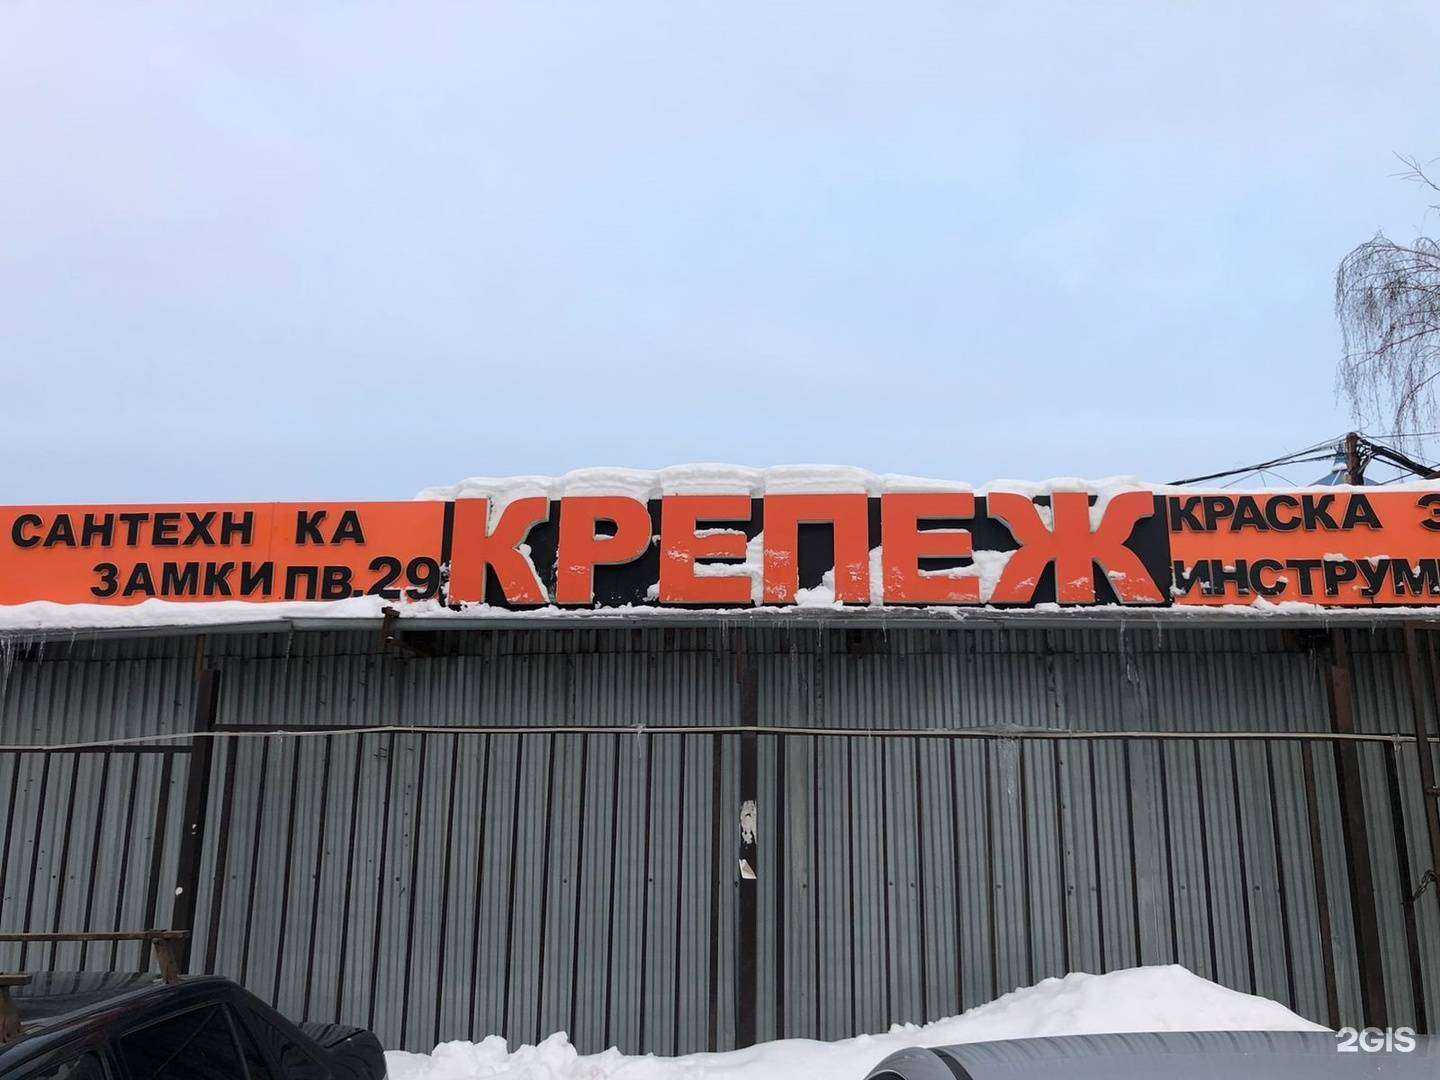 САНТЕХН КА
ЗАМКИ ПВ.29
КРЕПЕЖ
КРАСКА Э
ИНСТРУМ
2GIS